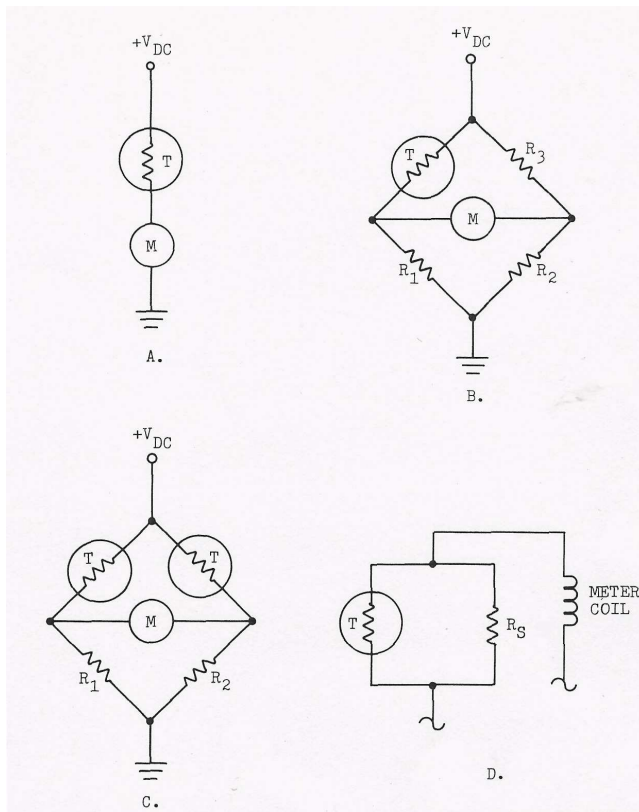 +V DC
T
M
A.
+V DC
T
R3
M
R1
R2
B.
+V DC
T
T
M
R1
R2
C.
T
RS
METER
COIL
D.